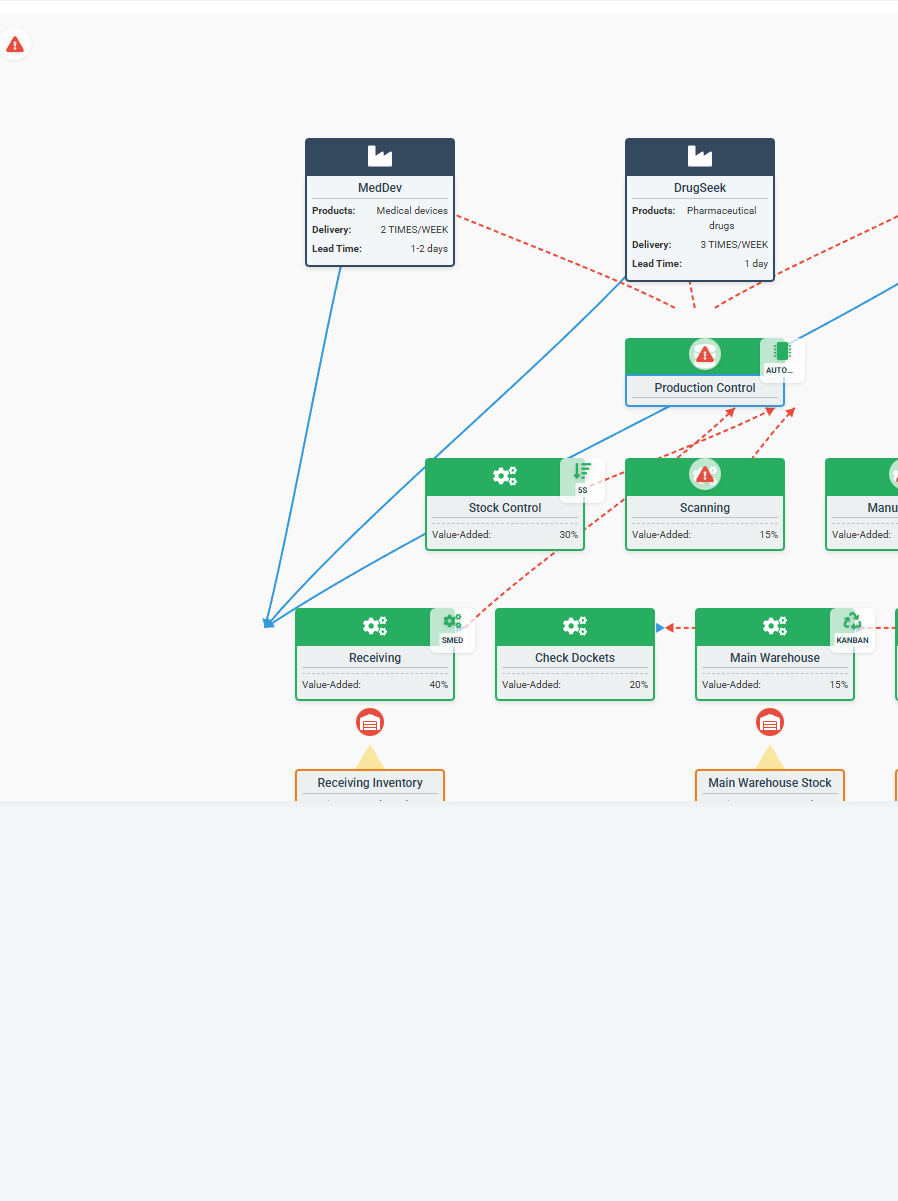 MedDev
Products: Medical devices
Delivery: 2 TIMES/WEEK
Lead Time: 1-2 days
DrugSeek
Products: Pharmaceutical
drugs
Delivery: 3 TIMES/WEEK
Lead Time: 1 day
AUTO...
Production Control
5S
Stock Control
Value-Added: 30%
Scanning
Value-Added: 15%
Manu
Value-Added:
SMED
Receiving
Value-Added: 40%
Check Dockets
Value-Added: 20%
KANBAN
Main Warehouse
Value-Added: 15%
Receiving Inventory
Main Warehouse Stock